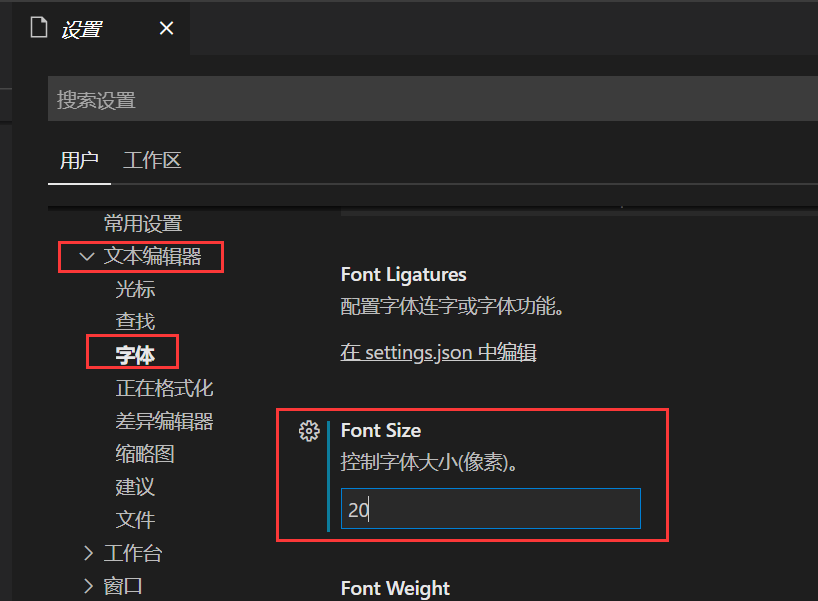 设置
搜索设置
用户 工作区
常用设置
文本编辑器
光标
查找
字体
正在格式化
差异编辑器
缩略图
建议
文件
工作台
窗口
Font Ligatures
配置字体连字或字体功能。
在 settings.json 中编辑
Font Size
控制字体大小(像素)。
20
Font Weight